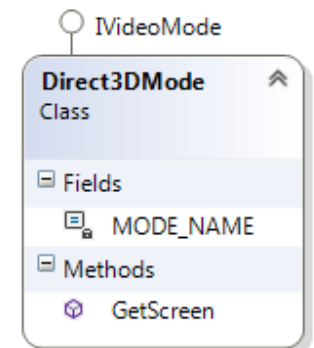 IVideoMode
Direct3DMode
Class
Fields
MODE_NAME
Methods
GetScreen